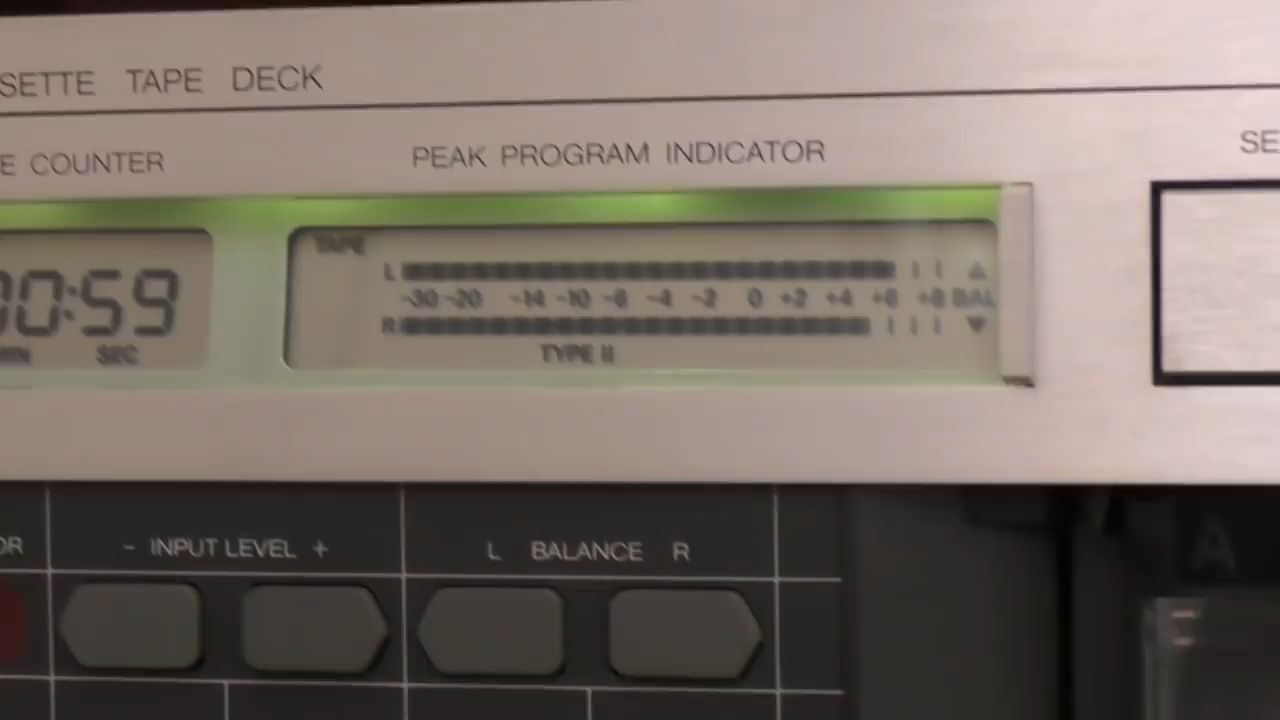 SETTE TAPE DECK
E COUNTER
PEAK PROGRAM INDICATOR
SE
TAPE
L
00:59
-30 -20 -14 -10 -6 -4 -2 0 +2 +4 +6 +8 BAL
R
MIN SEC
TYPE II
OR
- INPUT LEVEL +
L BALANCE R
A